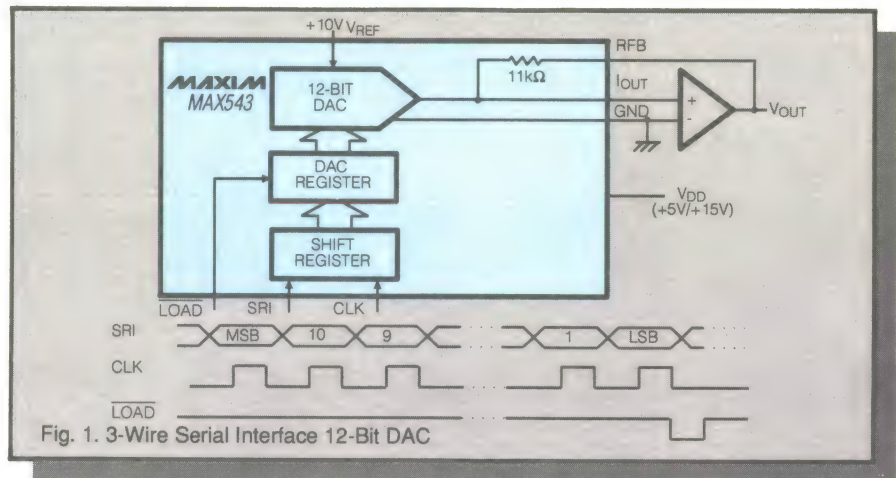 +10V VREF
RFB
11kΩ
MAXIM
MAX543
12-BIT
DAC
IOUT
+
GND
-
VOUT
DAC
REGISTER
VDD
(+5V/+15V)
SHIFT
REGISTER
LOAD SRI CLK
SRI MSB 10 9 1 LSB
CLK
LOAD
Fig. 1. 3-Wire Serial Interface 12-Bit DAC